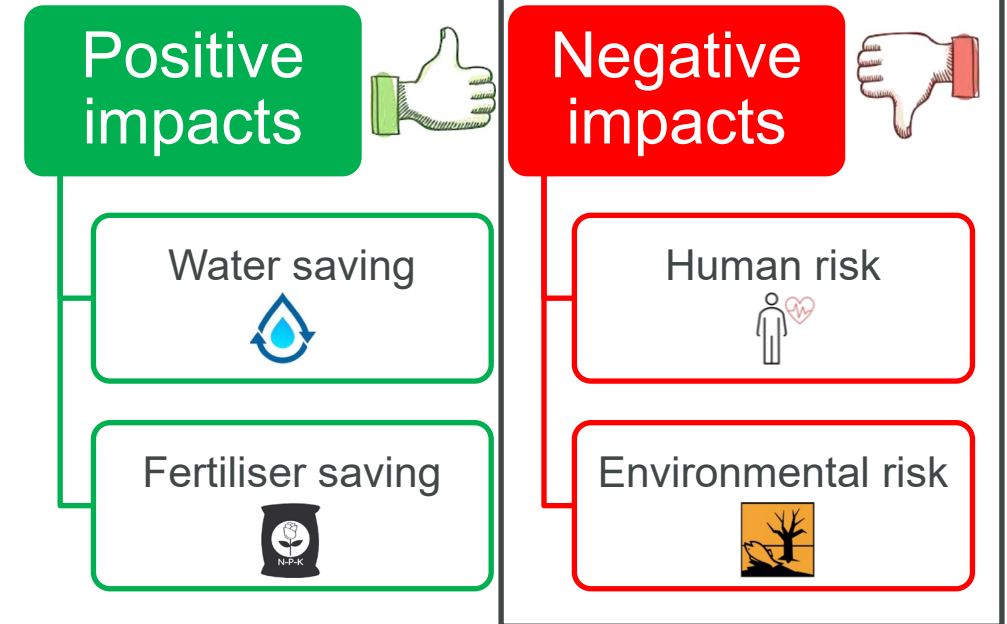 Positive
impacts
Water saving
Fertiliser saving
N-P-K
Negative
impacts
Human risk
Environmental risk